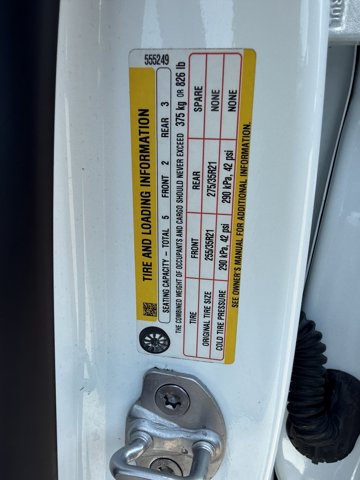 555249
TIRE AND LOADING INFORMATION
SEATING CAPACITY – TOTAL 5 FRONT 2 REAR 3
THE COMBINED WEIGHT OF OCCUPANTS AND CARGO SHOULD NEVER EXCEED 375 kg OR 826 lb
TIRE FRONT REAR SPARE
ORIGINAL TIRE SIZE 255/35R21 275/35R21 NONE
COLD TIRE PRESSURE 290 kPa, 42 psi 290 kPa, 42 psi NONE
SEE OWNER'S MANUAL FOR ADDITIONAL INFORMATION.